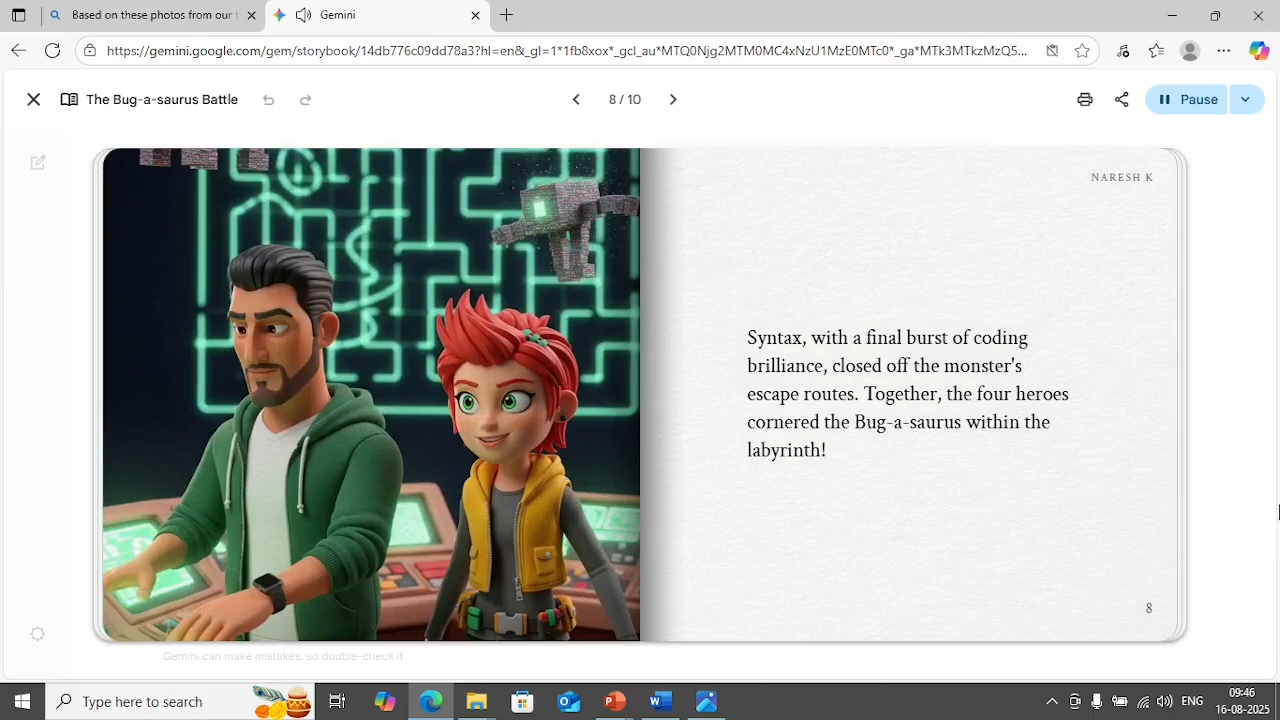 Based on these photos from our
Gemini
https://gemini.google.com/gem/storybook/14db776c09dd78a3?hl=en&_gl=1*1fb8xox*_gcl_au*MTQ0Njg2MTM0MC4xNzU1MzE0MTc0*_ga*MTk3MTkzMzQ5...
The Bug-a-saurus Battle
8 / 10
Pause
NARESH K
Syntax, with a final burst of coding
brilliance, closed off the monster's
escape routes. Together, the four heroes
cornered the Bug-a-saurus within the
labyrinth!
8
Gemini can make mistakes, so double-check it
Type here to search
ENG
09:46
16-08-2025